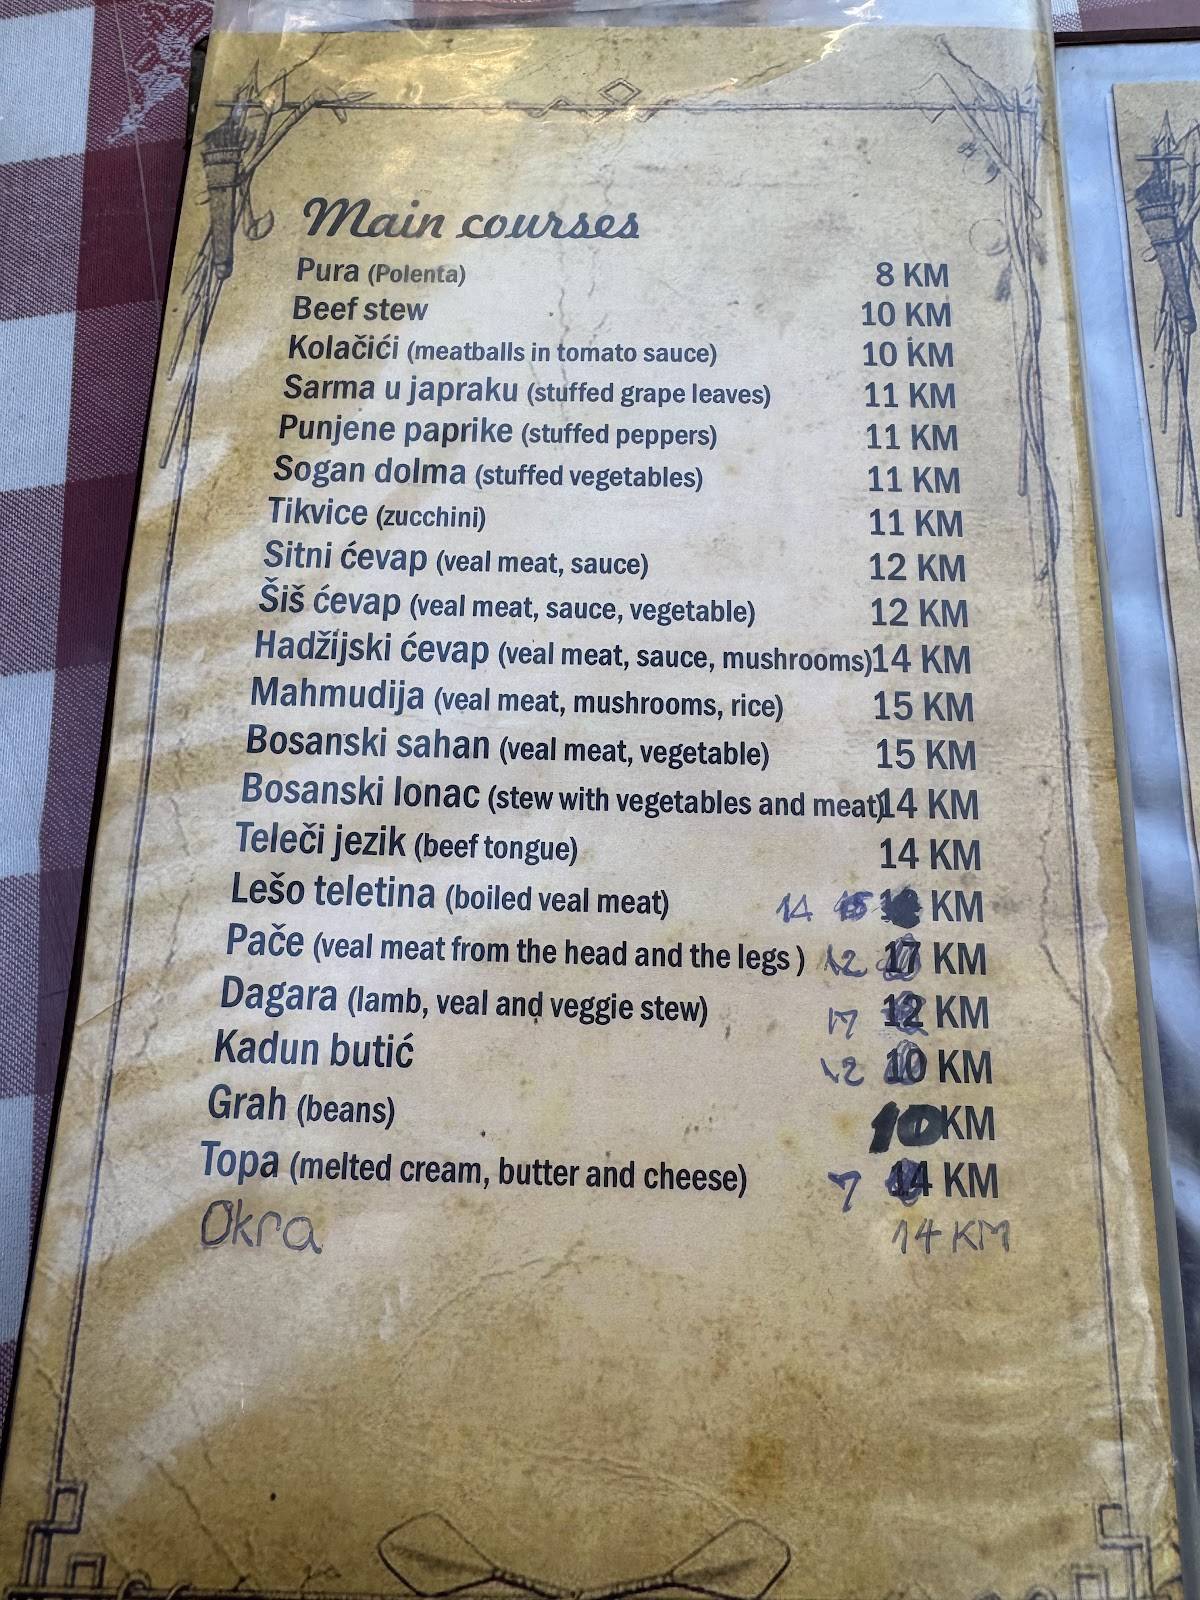 Main courses
Pura (Polenta) 8 KM
Beef stew 10 KM
Kolačići (meatballs in tomato sauce) 10 KM
Sarma u japraku (stuffed grape leaves) 11 KM
Punjene paprike (stuffed peppers) 11 KM
Sogan dolma (stuffed vegetables) 11 KM
Tikvice (zucchini) 11 KM
Sitni ćevap (veal meat, sauce) 12 KM
Šiš ćevap (veal meat, sauce, vegetable) 12 KM
Hadžijski ćevap (veal meat, sauce, mushrooms) 14 KM
Mahmudija (veal meat, mushrooms, rice) 15 KM
Bosanski sahan (veal meat, vegetable) 15 KM
Bosanski lonac (stew with vegetables and meat) 14 KM
Teleči jezik (beef tongue) 14 KM
Lešo teletina (boiled veal meat) 14 KM
Pače (veal meat from the head and the legs ) 12 17 KM
Dagara (lamb, veal and veggie stew) 17 12 KM
Kadun butić 12 10 KM
Grah (beans) 10 KM
Topa (melted cream, butter and cheese) 7 14 KM
Okra 14 KM